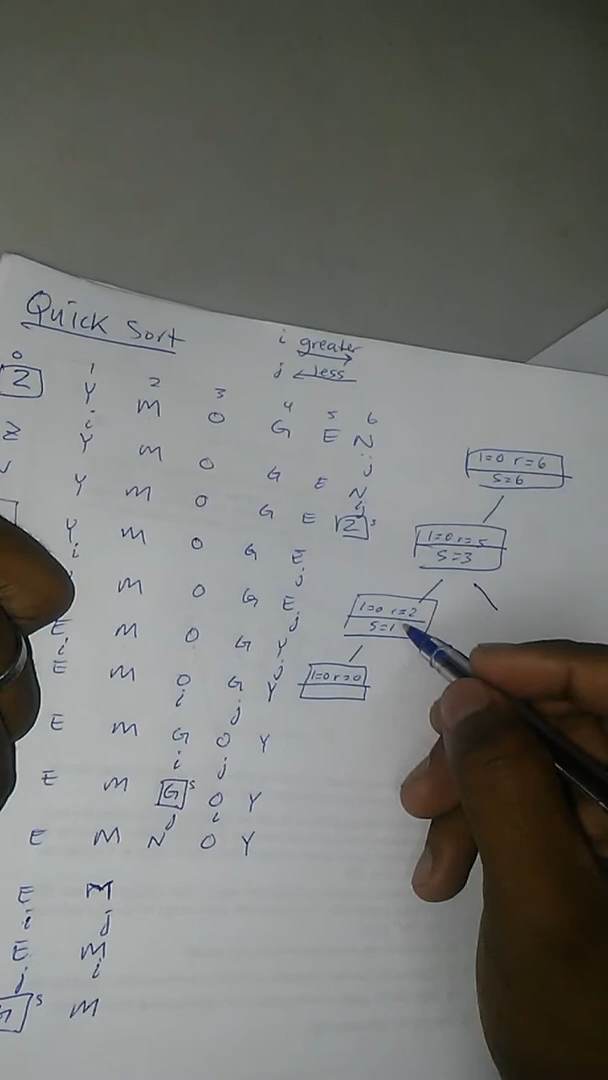 Quick Sort
i greater
j less
0 1 2 3 4 5 6
Z Y M O G E N
i j
Z Y M O G E N
j
Y M O G E Z s
Y M O G E
i j
M O G E
j
E M O G Y
i j
E M O G Y
i j
E M G O Y
i j
E M G s O Y
j i
E M N O Y
E M
i j
E M
j i
s M
l=0 r=6
s=6
l=0 r=5
s=3
l=0 r=2
s=1
l=0 r=0